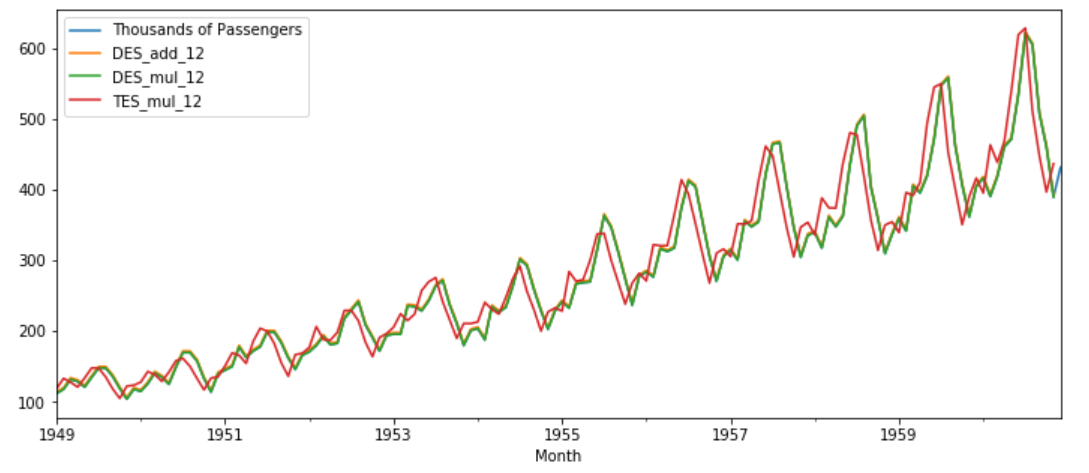 Thousands of Passengers
DES_add_12
DES_mul_12
TES_mul_12
600
500
400
300
200
100
1949 1951 1953 1955 1957 1959
Month